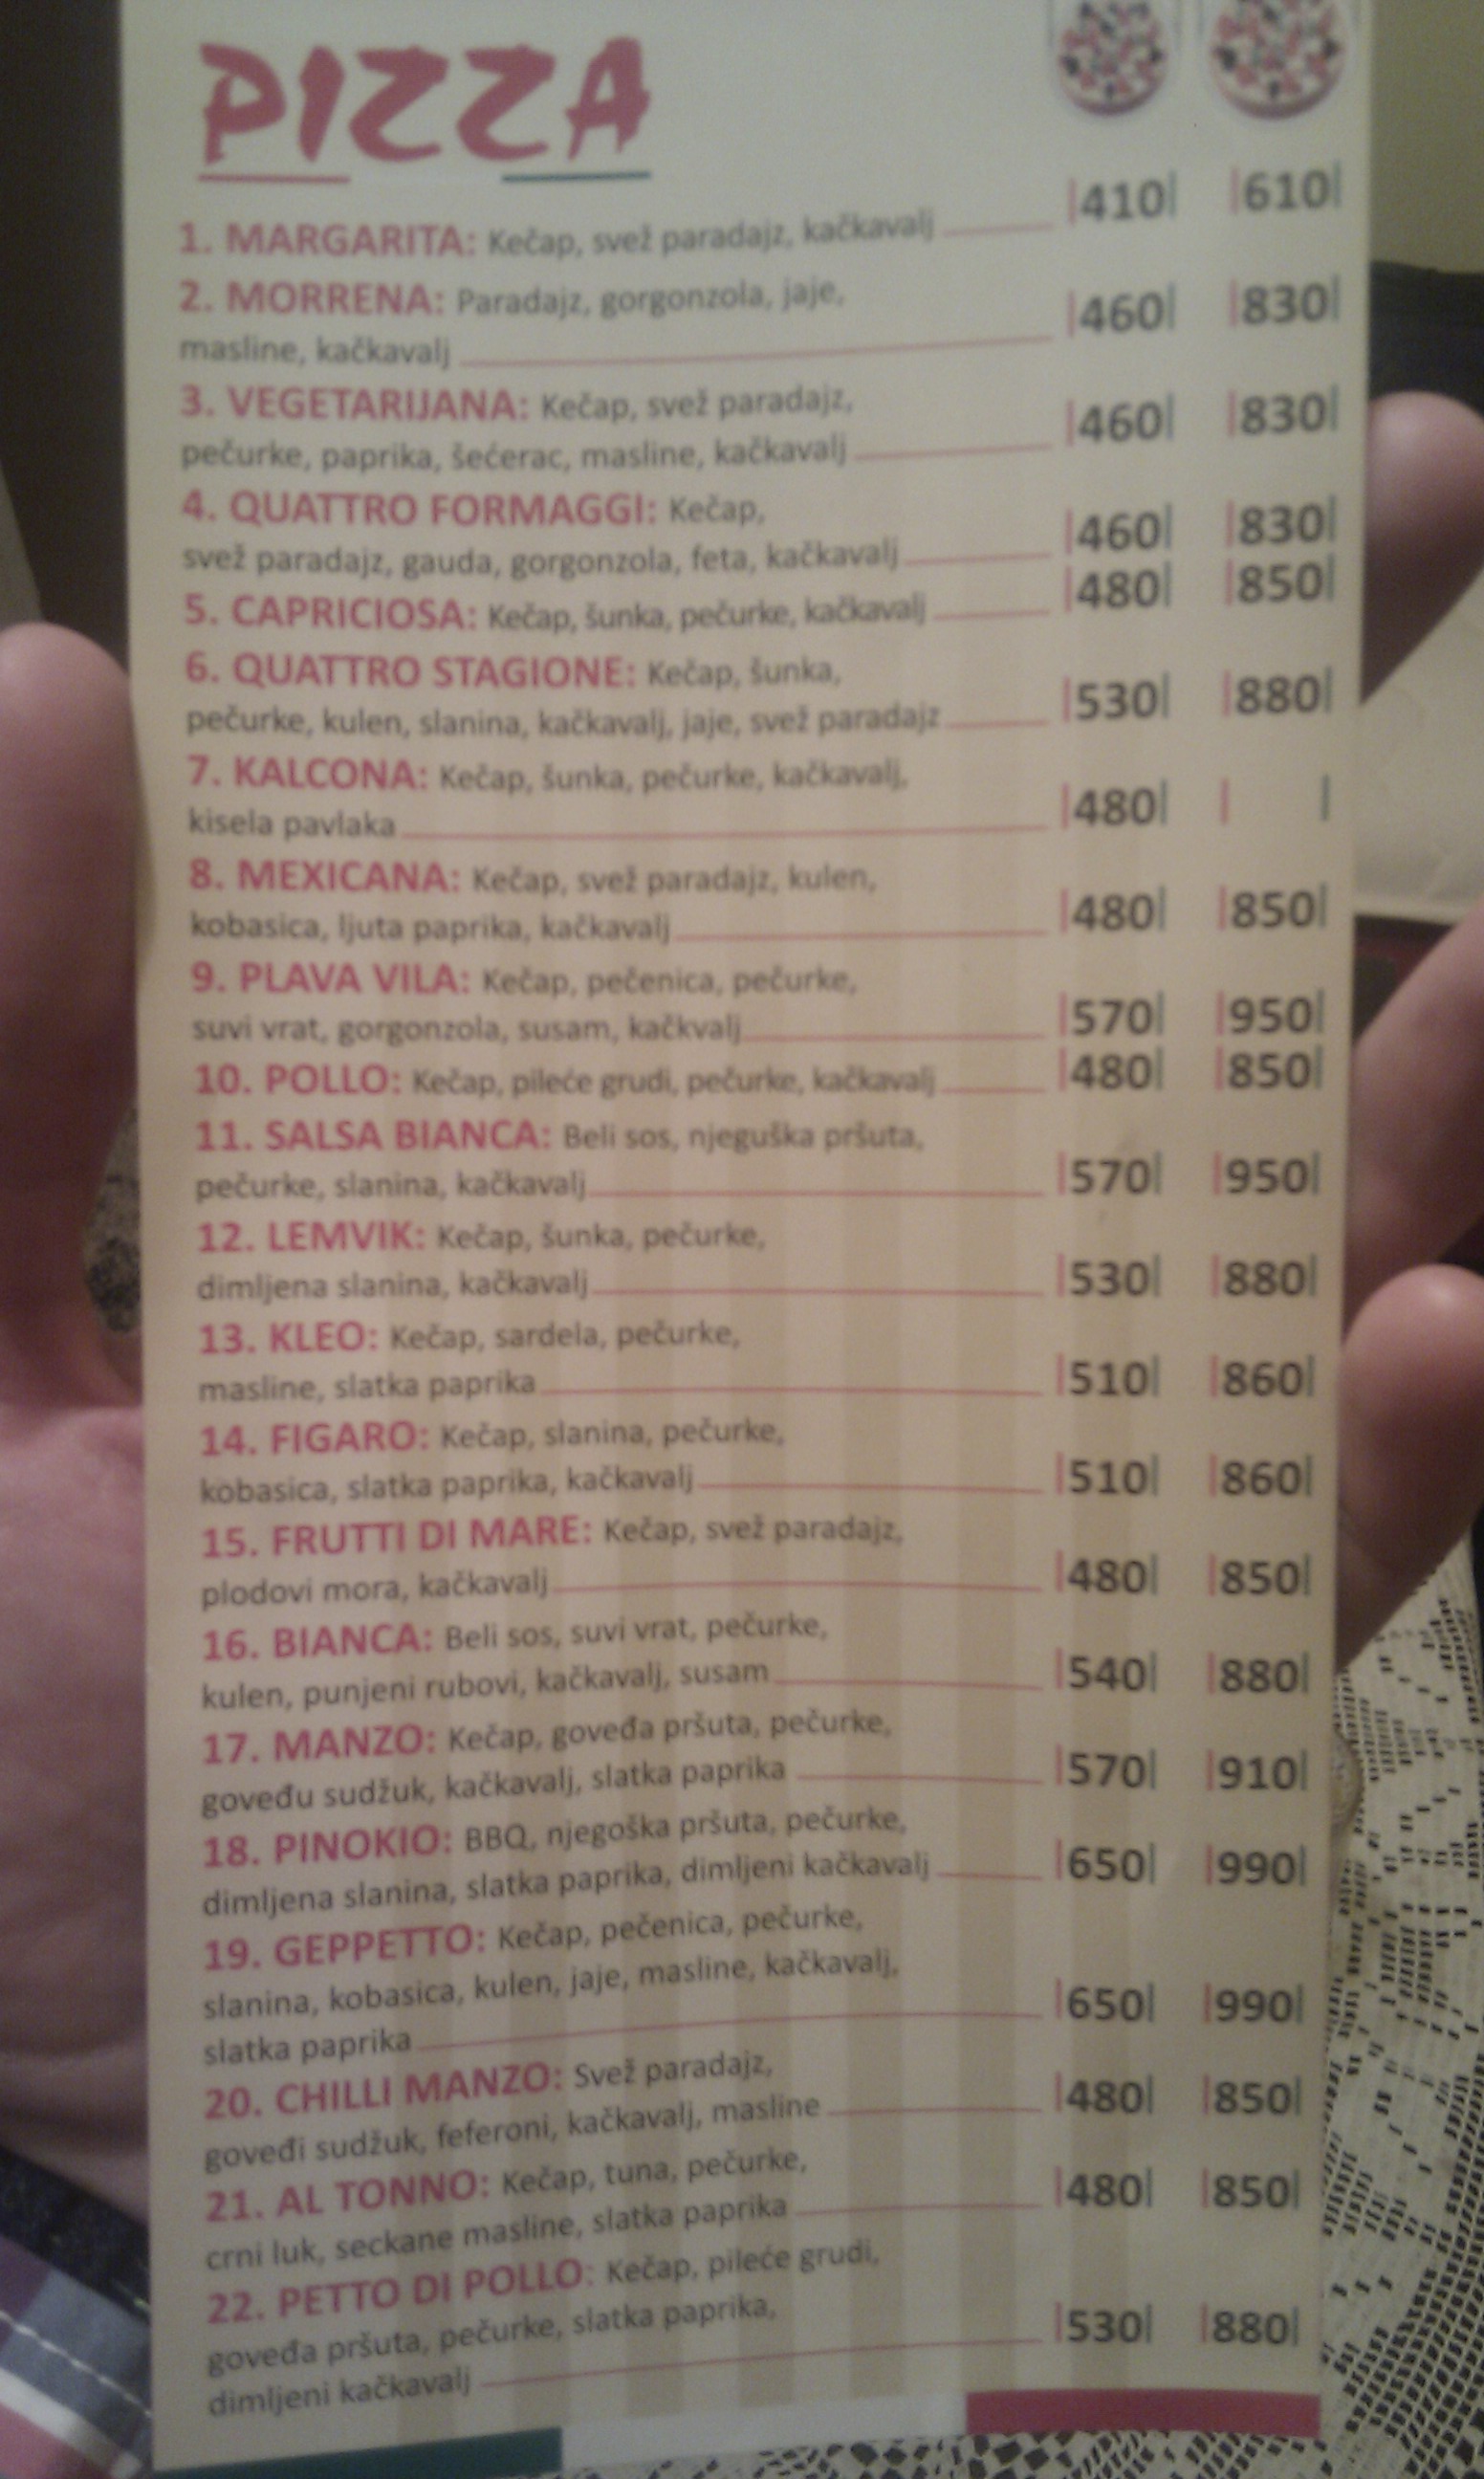 PIZZA
1. MARGARITA: Kečap, svež paradajz, kačkavalj 410 610
2. MORRENA: Paradajz, gorgonzola, jaje,
masline, kačkavalj 460 830
3. VEGETARIJANA: Kečap, svež paradajz,
pečurke, paprika, šećerac, masline, kačkavalj 460 830
4. QUATTRO FORMAGGI: Kečap,
svež paradajz, gauda, gorgonzola, feta, kačkavalj 460 830
5. CAPRICIOSA: Kečap, šunka, pečurke, kačkavalj 480 850
6. QUATTRO STAGIONE: Kečap, šunka,
pečurke, kulen, slanina, kačkavalj, jaje, svež paradajz 530 880
7. KALCONA: Kečap, šunka, pečurke, kačkavalj,
kisela pavlaka 480
8. MEXICANA: Kečap, svež paradajz, kulen,
kobasica, ljuta paprika, kačkavalj 480 850
9. PLAVA VILA: Kečap, pečenica, pečurke,
suvi vrat, gorgonzola, susam, kačkvalj 570 950
10. POLLO: Kečap, pileće grudi, pečurke, kačkavalj 480 850
11. SALSA BIANCA: Beli sos, njeguška pršuta,
pečurke, slanina, kačkavalj 570 950
12. LEMVIK: Kečap, šunka, pečurke,
dimljena slanina, kačkavalj 530 880
13. KLEO: Kečap, sardela, pečurke,
masline, slatka paprika 510 860
14. FIGARO: Kečap, slanina, pečurke,
kobasica, slatka paprika, kačkavalj 510 860
15. FRUTTI DI MARE: Kečap, svež paradajz,
plodovi mora, kačkavalj 480 850
16. BIANCA: Beli sos, suvi vrat, pečurke,
kulen, punjeni rubovi, kačkavalj, susam 540 880
17. MANZO: Kečap, goveđa pršuta, pečurke,
goveđu sudžuk, kačkavalj, slatka paprika 570 910
18. PINOKIO: BBQ, njegoška pršuta, pečurke,
dimljena slanina, slatka paprika, dimljeni kačkavalj 650 990
19. GEPPETTO: Kečap, pečenica, pečurke,
slanina, kobasica, kulen, jaje, masline, kačkavalj,
slatka paprika 650 990
20. CHILLI MANZO: Svež paradajz,
goveđi sudžuk, feferoni, kačkavalj, masline 480 850
21. AL TONNO: Kečap, tuna, pečurke,
crni luk, seckane masline, slatka paprika 480 850
22. PETTO DI POLLO: Kečap, pileće grudi,
goveđa pršuta, pečurke, slatka paprika,
dimljeni kačkavalj 530 880